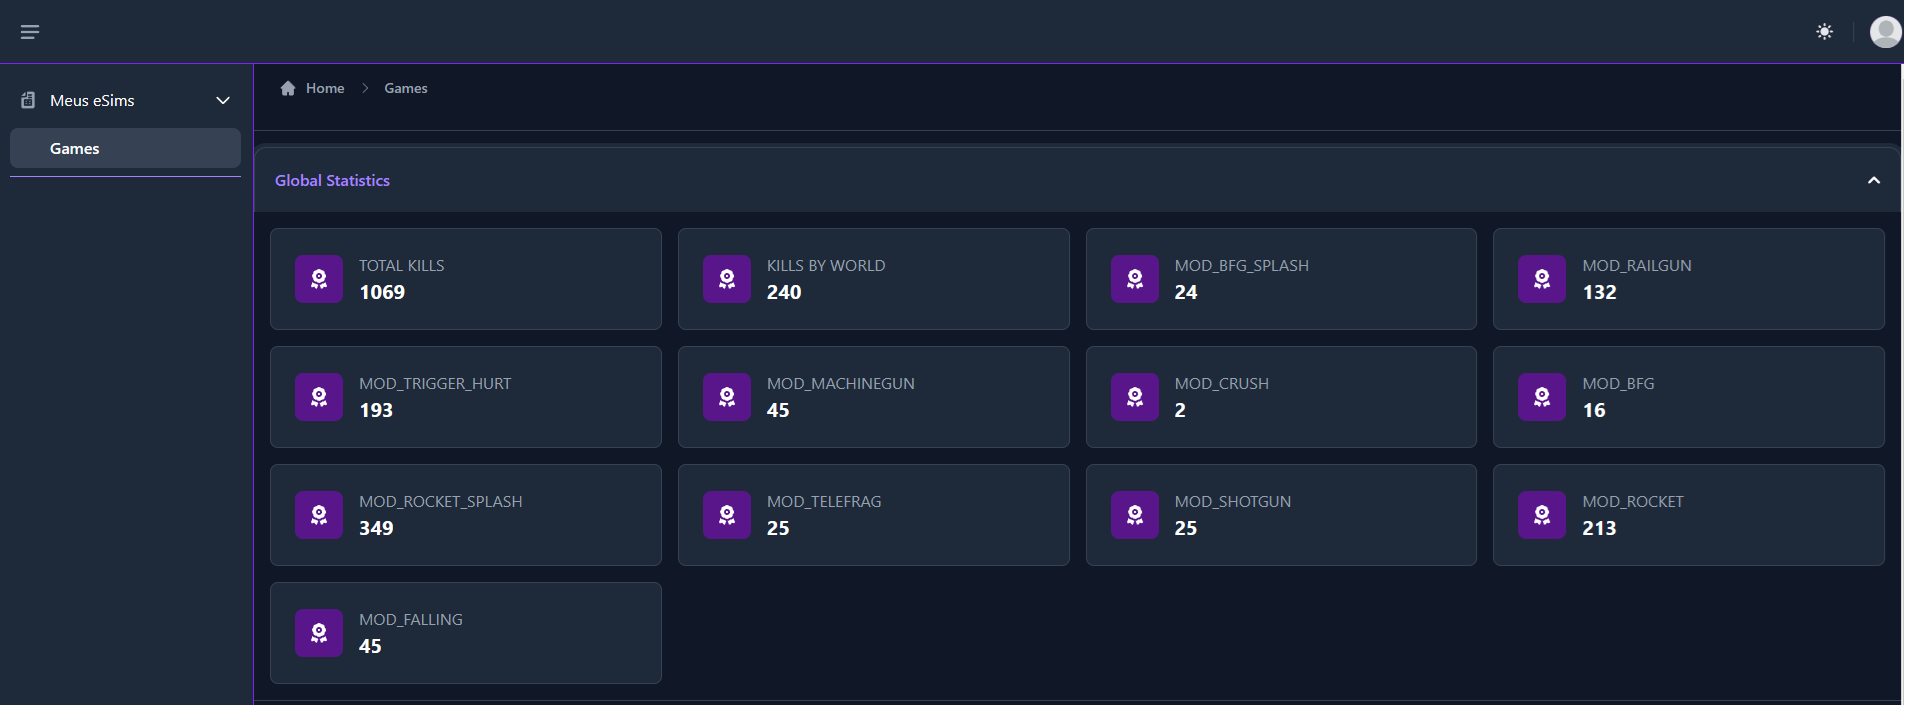 Meus eSims
Games
Home
Games
Global Statistics
TOTAL KILLS
1069
KILLS BY WORLD
240
MOD_BFG_SPLASH
24
MOD_RAILGUN
132
MOD_TRIGGER_HURT
193
MOD_MACHINEGUN
45
MOD_CRUSH
2
MOD_BFG
16
MOD_ROCKET_SPLASH
349
MOD_TELEFRAG
25
MOD_SHOTGUN
25
MOD_ROCKET
213
MOD_FALLING
45